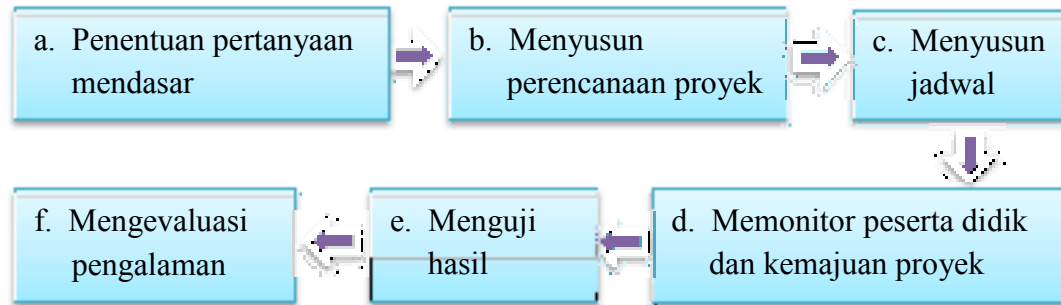 a. Penentuan pertanyaan
mendasar
b. Menyusun
perencanaan proyek
c. Menyusun
jadwal
d. Memonitor peserta didik
dan kemajuan proyek
e. Menguji
hasil
f. Mengevaluasi
pengalaman